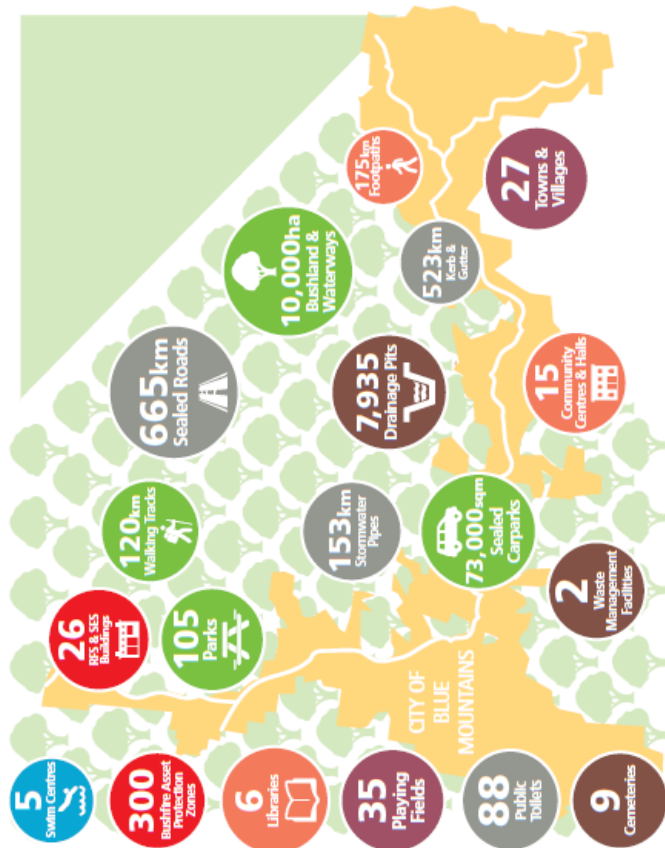 9
Cemeteries
88
Public
Toilets
35
Playing
Fields
6
Libraries
300
Bushfire Asset
Protection
Zones
5
Swim Centres
CITY OF
BLUE
MOUNTAINS
105
Parks
26
RFS & SES
Buildings
2
Waste
Management
Facilities
73,000sqm
Sealed
Carparks
153km
Stormwater
Pipes
120km
Walking Tracks
15
Community
Centres & Halls
7,935
Drainage Pits
665km
Sealed Roads
523km
Kerb &
Gutter
10,000ha
Bushland &
Waterways
27
Towns &
Villages
175km
Footpaths